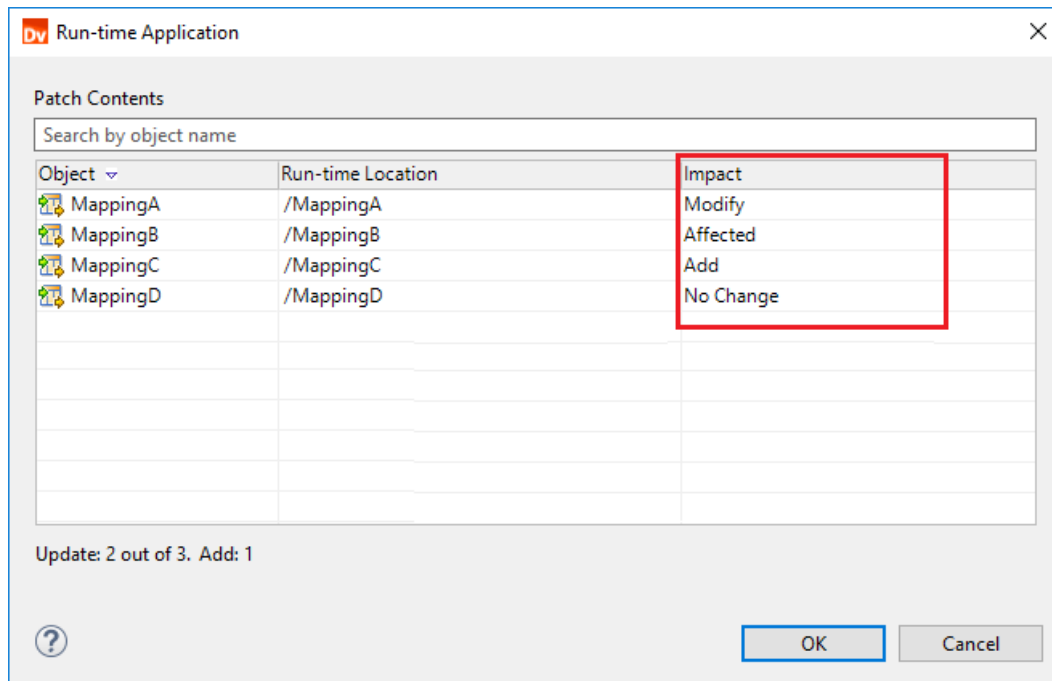 Dv Run-time Application
Patch Contents
Search by object name
Object Run-time Location Impact
MappingA /MappingA Modify
MappingB /MappingB Affected
MappingC /MappingC Add
MappingD /MappingD No Change
Update: 2 out of 3. Add: 1
? OK Cancel